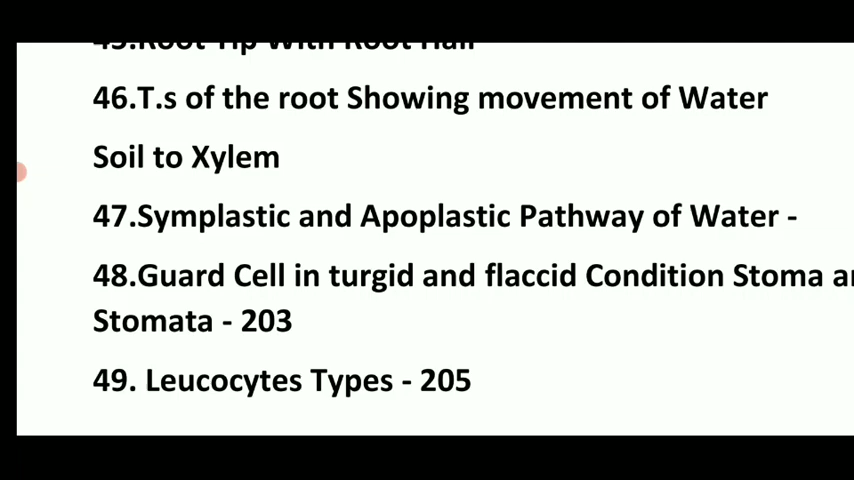 45.Root Tip With Root Hair
46.T.s of the root Showing movement of Water
Soil to Xylem
47.Symplastic and Apoplastic Pathway of Water -
48.Guard Cell in turgid and flaccid Condition Stoma
Stomata - 203
49. Leucocytes Types - 205